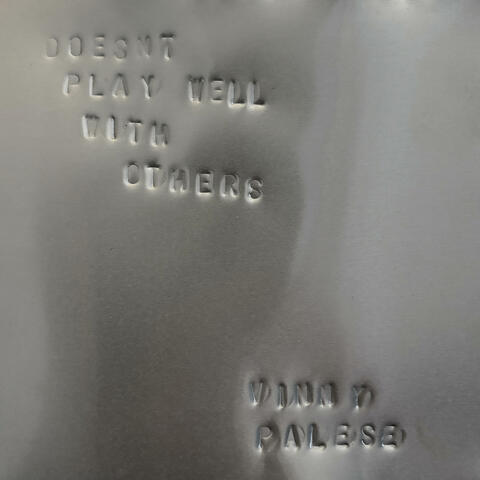 DOESNT
PLAY WELL
WITH
OTHERS
VINNY
PALESE